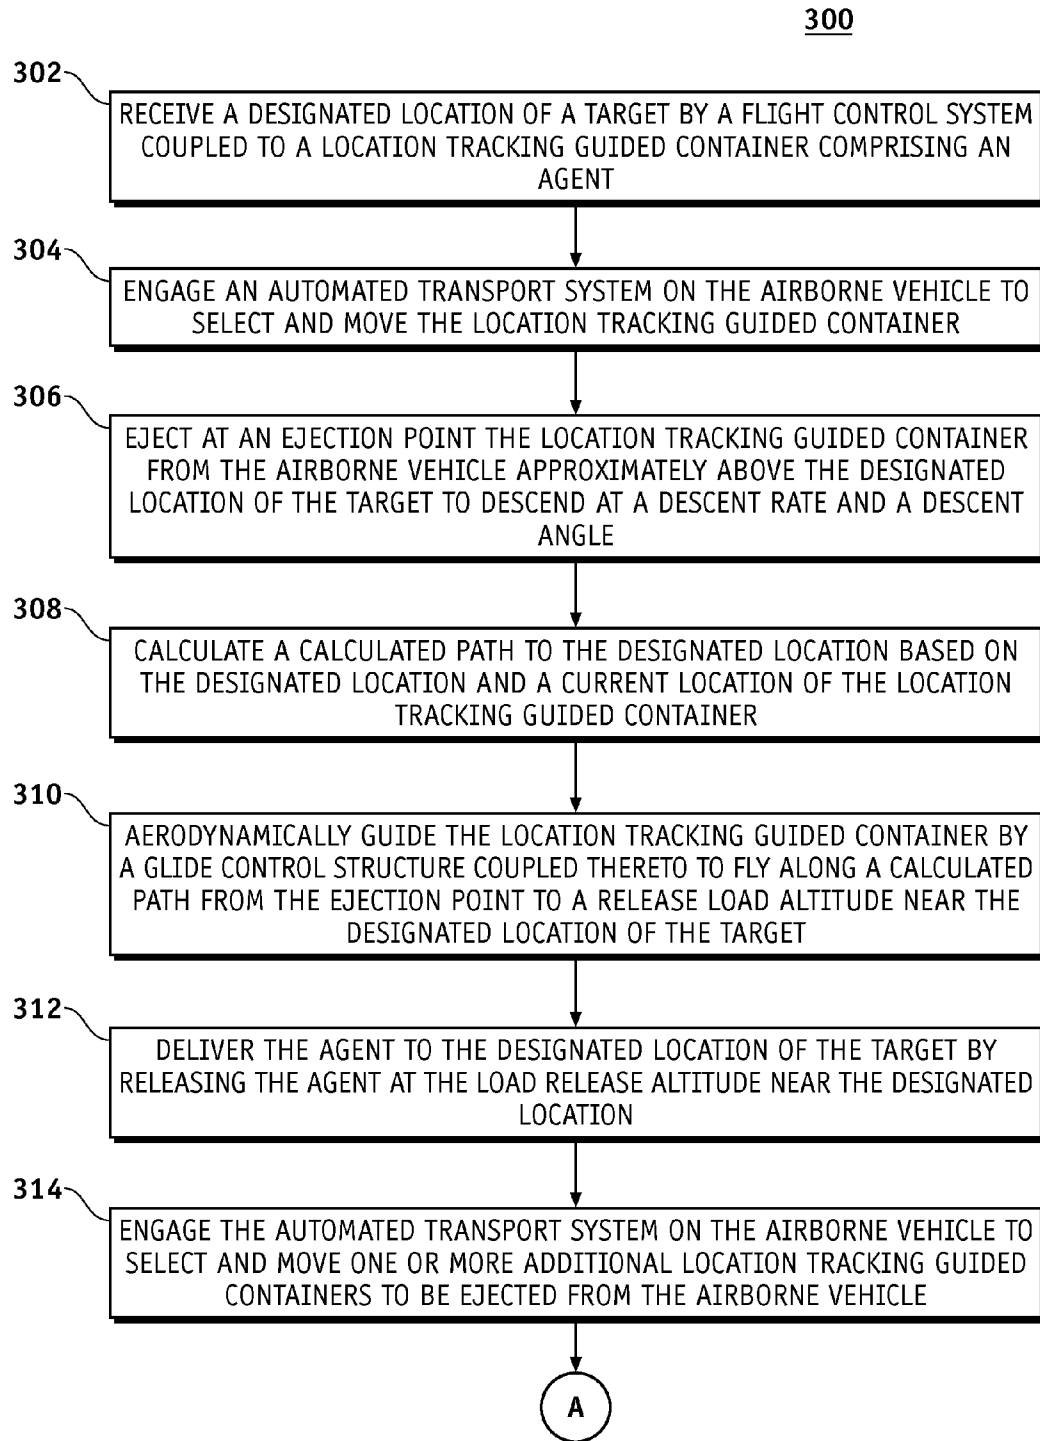 300
302
RECEIVE A DESIGNATED LOCATION OF A TARGET BY A FLIGHT CONTROL SYSTEM
COUPLED TO A LOCATION TRACKING GUIDED CONTAINER COMPRISING AN
AGENT
304
ENGAGE AN AUTOMATED TRANSPORT SYSTEM ON THE AIRBORNE VEHICLE TO
SELECT AND MOVE THE LOCATION TRACKING GUIDED CONTAINER
306
EJECT AT AN EJECTION POINT THE LOCATION TRACKING GUIDED CONTAINER
FROM THE AIRBORNE VEHICLE APPROXIMATELY ABOVE THE DESIGNATED
LOCATION OF THE TARGET TO DESCEND AT A DESCENT RATE AND A DESCENT
ANGLE
308
CALCULATE A CALCULATED PATH TO THE DESIGNATED LOCATION BASED ON
THE DESIGNATED LOCATION AND A CURRENT LOCATION OF THE LOCATION
TRACKING GUIDED CONTAINER
310
AERODYNAMICALLY GUIDE THE LOCATION TRACKING GUIDED CONTAINER BY
A GLIDE CONTROL STRUCTURE COUPLED THERETO TO FLY ALONG A CALCULATED
PATH FROM THE EJECTION POINT TO A RELEASE LOAD ALTITUDE NEAR THE
DESIGNATED LOCATION OF THE TARGET
312
DELIVER THE AGENT TO THE DESIGNATED LOCATION OF THE TARGET BY
RELEASING THE AGENT AT THE LOAD RELEASE ALTITUDE NEAR THE DESIGNATED
LOCATION
314
ENGAGE THE AUTOMATED TRANSPORT SYSTEM ON THE AIRBORNE VEHICLE TO
SELECT AND MOVE ONE OR MORE ADDITIONAL LOCATION TRACKING GUIDED
CONTAINERS TO BE EJECTED FROM THE AIRBORNE VEHICLE
A